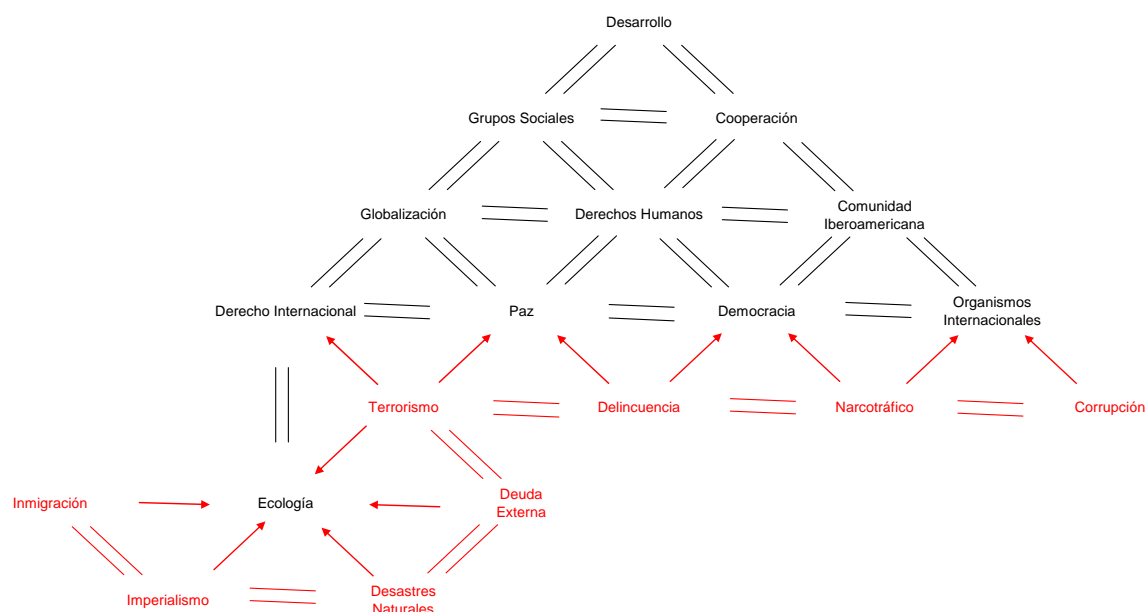 Desarrollo
Grupos Sociales
Cooperación
Globalización
Derechos Humanos
Comunidad
Iberoamericana
Derecho Internacional
Paz
Democracia
Organismos
Internacionales
Terrorismo
Delincuencia
Narcotráfico
Corrupción
Inmigración
Ecología
Deuda
Externa
Imperialismo
Desastres
Naturales